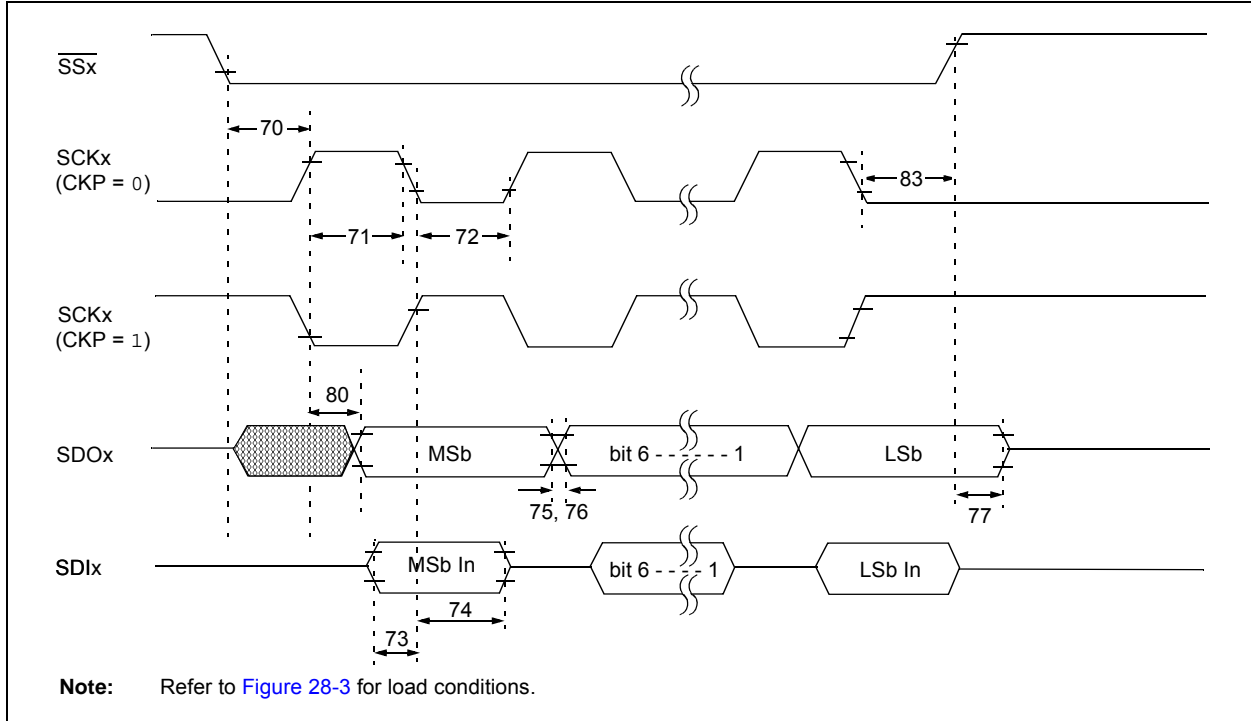 SSx
70
SCKx
(CKP = 0)
83
71
72
SCKx
(CKP = 1)
80
SDOx
MSb
bit 6 - - - - - - 1
LSb
75, 76
77
SDIx
MSb In
bit 6 - - - - 1
LSb In
74
73
Note: Refer to Figure 28-3 for load conditions.